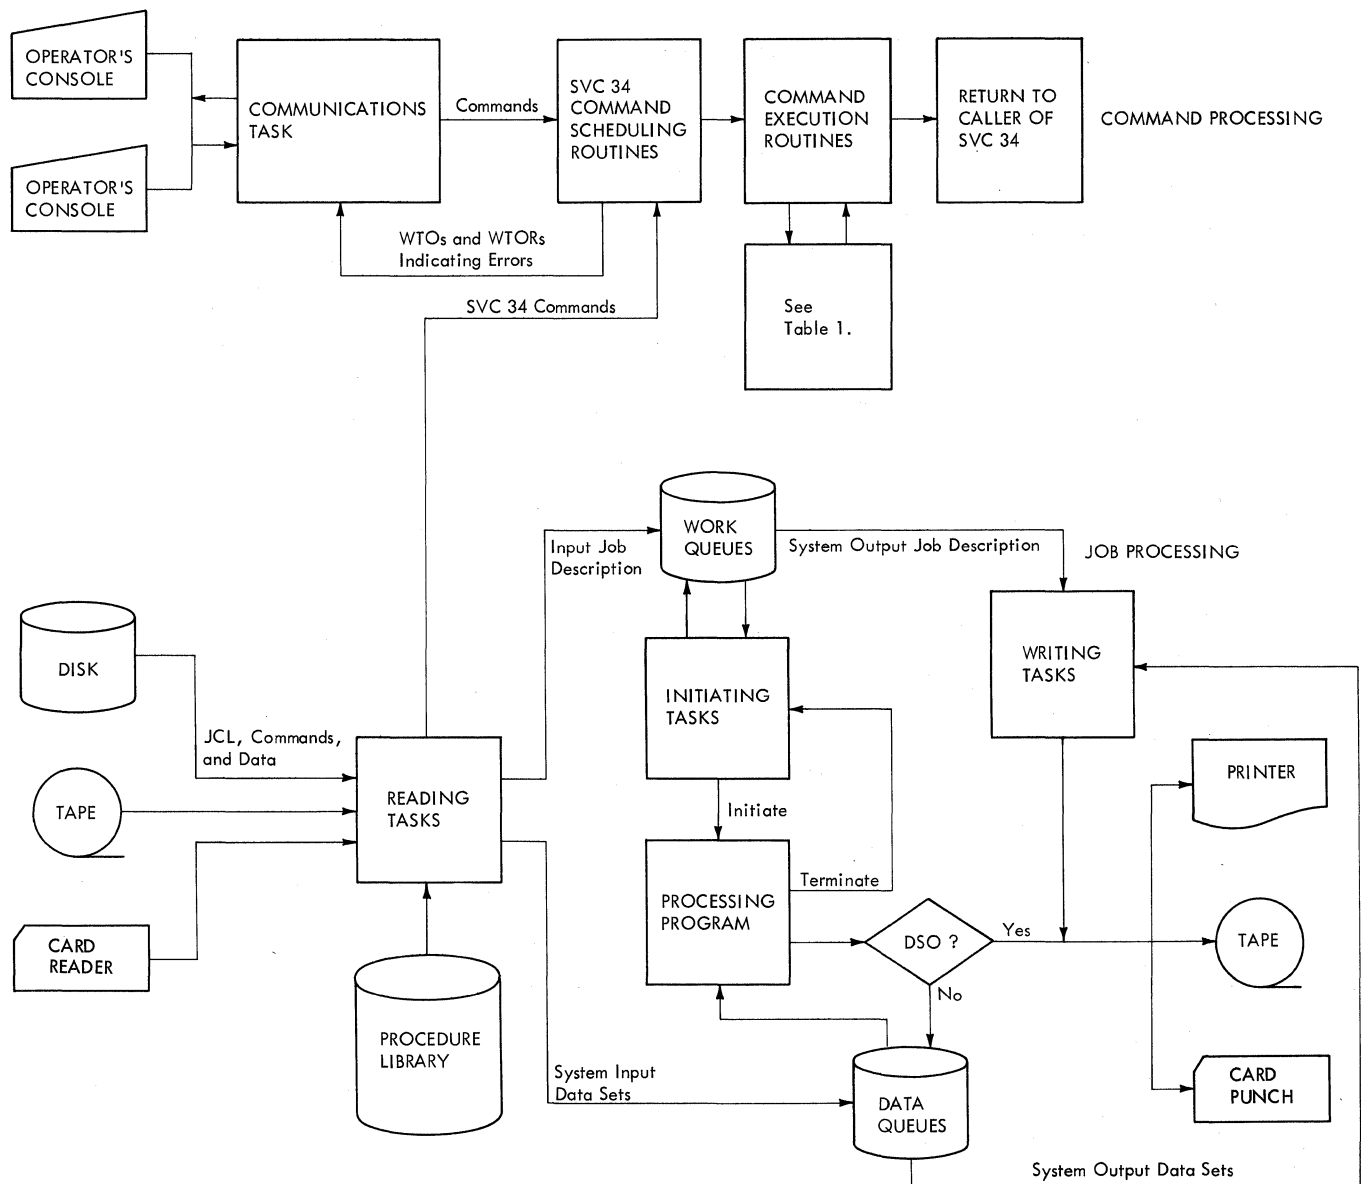 OPERATOR'S
CONSOLE
OPERATOR'S
CONSOLE
COMMUNICATIONS
TASK
Commands
SVC 34
COMMAND
SCHEDULING
ROUTINES
COMMAND
EXECUTION
ROUTINES
RETURN TO
CALLER OF
SVC 34
COMMAND PROCESSING
WTOs and WTORs
Indicating Errors
SVC 34 Commands
See
Table 1.
WORK
QUEUES
Input Job
Description
System Output Job Description
JOB PROCESSING
DISK
JCL, Commands,
and Data
TAPE
CARD
READER
READING
TASKS
PROCEDURE
LIBRARY
INITIATING
TASKS
Initiate
PROCESSING
PROGRAM
Terminate
DSO ?
Yes
No
WRITING
TASKS
PRINTER
TAPE
CARD
PUNCH
System Input
Data Sets
DATA
QUEUES
System Output Data Sets